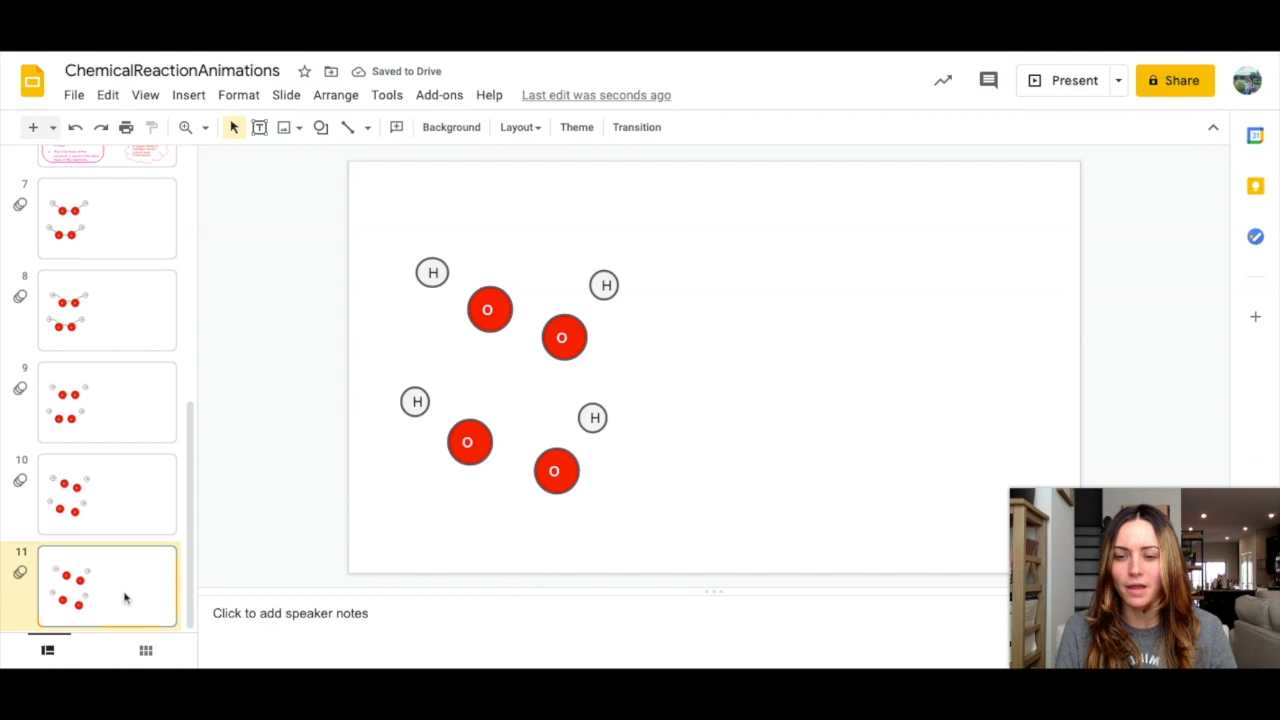 ChemicalReactionAnimations
Saved to Drive
Present
Share
File Edit View Insert Format Slide Arrange Tools Add-ons Help Last edit was seconds ago
Background Layout Theme Transition
31
7
8
9
10
11
H
H
O
O
H
H
O
O
Click to add speaker notes